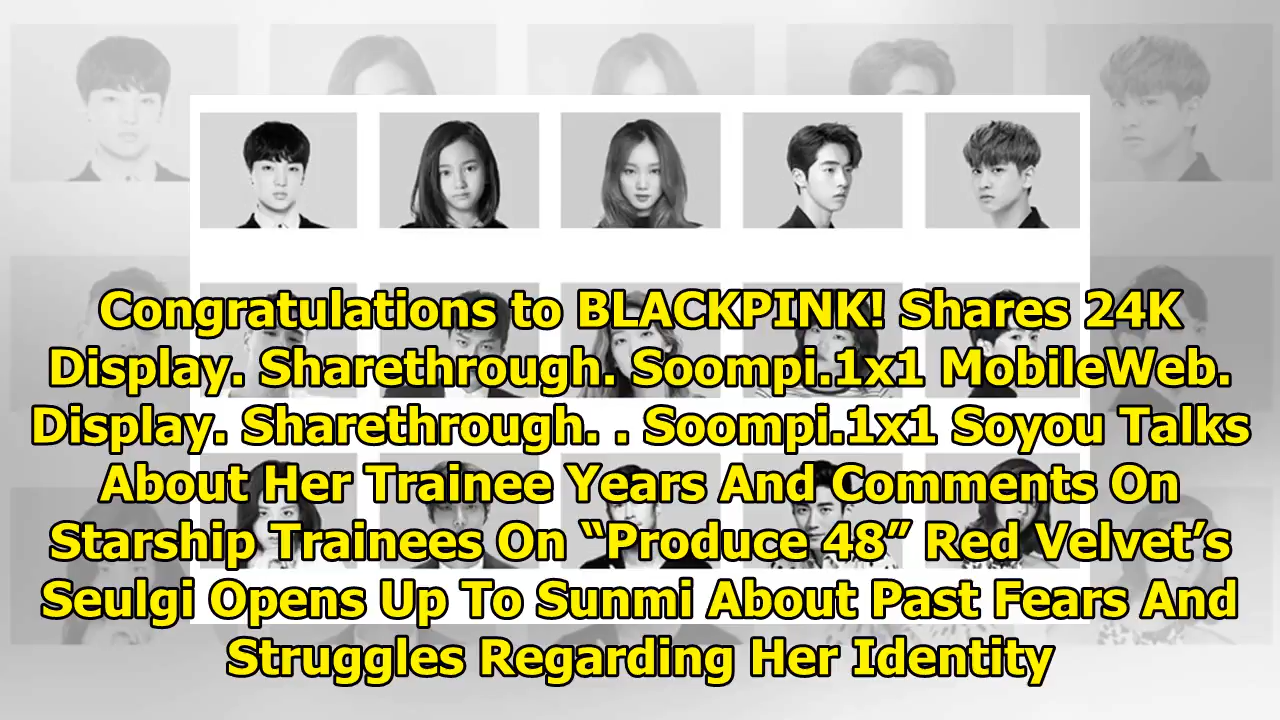 Congratulations to BLACKPINK! Shares 24K
Display. Sharethrough. Soompi.1x1 MobileWeb.
Display. Sharethrough. . Soompi.1x1 Soyou Talks
About Her Trainee Years And Comments On
Starship Trainees On “Produce 48” Red Velvet’s
Seulgi Opens Up To Sunmi About Past Fears And
Struggles Regarding Her Identity